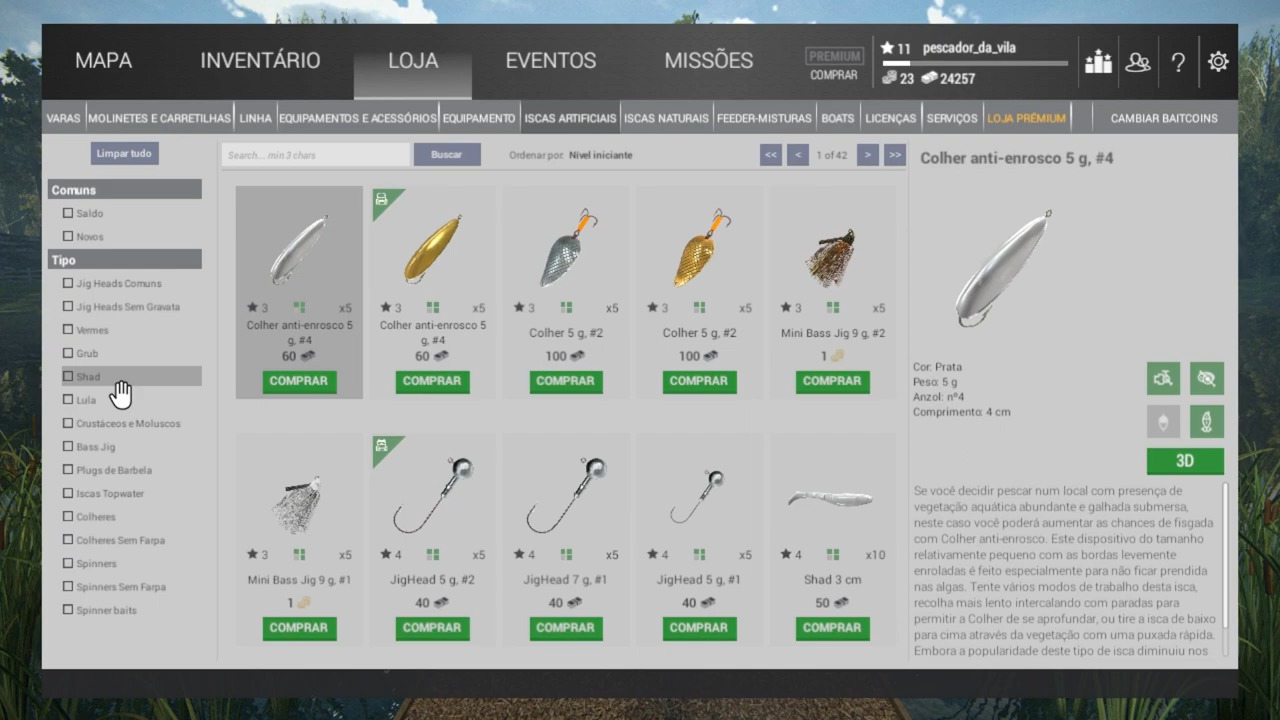 MAPA
INVENTÁRIO
LOJA
EVENTOS
MISSÕES
PREMIUM
COMPRAR
11 pescador_da_vila
23 24257
VARAS
MOLINETES E CARRETILHAS
LINHA
EQUIPAMENTOS E ACESSÓRIOS
EQUIPAMENTO
ISCAS ARTIFICIAIS
ISCAS NATURAIS
FEEDER-MISTURAS
BOATS
LICENÇAS
SERVIÇOS
LOJA PRÉMIUM
CAMBIAR BAITCOINS
Limpar tudo
Comuns
Saldo
Novos
Tipo
Jig Heads Comuns
Jig Heads Sem Gravata
Vermes
Grub
Shad
Lula
Crustáceos e Moluscos
Bass Jig
Plugs de Barbela
Iscas Topwater
Colheres
Colheres Sem Farpa
Spinners
Spinners Sem Farpa
Spinner baits
Search... min 3 chars
Buscar
Ordenar por: Nível iniciante
<< < 1 of 42 > >>
3 x5
Colher anti-enrosco 5
g, #4
60
COMPRAR
3 x5
Colher anti-enrosco 5
g, #4
60
COMPRAR
3 x5
Colher 5 g, #2
100
COMPRAR
3 x5
Colher 5 g, #2
100
COMPRAR
3 x5
Mini Bass Jig 9 g, #2
1
COMPRAR
3 x5
Mini Bass Jig 9 g, #1
1
COMPRAR
4 x5
JigHead 5 g, #2
40
COMPRAR
4 x5
JigHead 7 g, #1
40
COMPRAR
4 x5
JigHead 5 g, #1
40
COMPRAR
4 x10
Shad 3 cm
50
COMPRAR
Colher anti-enrosco 5 g, #4
Cor: Prata
Peso: 5 g
Anzol: nº4
Comprimento: 4 cm
3D
Se você decidir pescar num local com presença de
vegetação aquática abundante e galhada submersa,
neste caso você poderá aumentar as chances de fisgada
com Colher anti-enrosco. Este dispositivo do tamanho
relativamente pequeno com as bordas levemente
enroladas é feito especialmente para não ficar prendida
nas algas. Tente vários modos de trabalho desta isca,
recolha mais lento intercalando com paradas para
permitir a Colher de se aprofundar, ou tire a isca de baixo
para cima através da vegetação com uma puxada rápida.
Embora a popularidade deste tipo de isca diminuiu nos